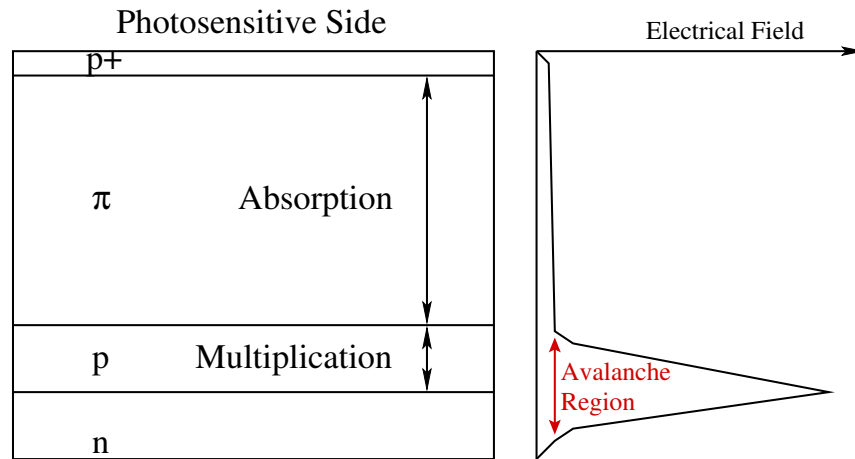 Photosensitive Side
p+
π Absorption
p Multiplication
n
Electrical Field
Avalanche
Region